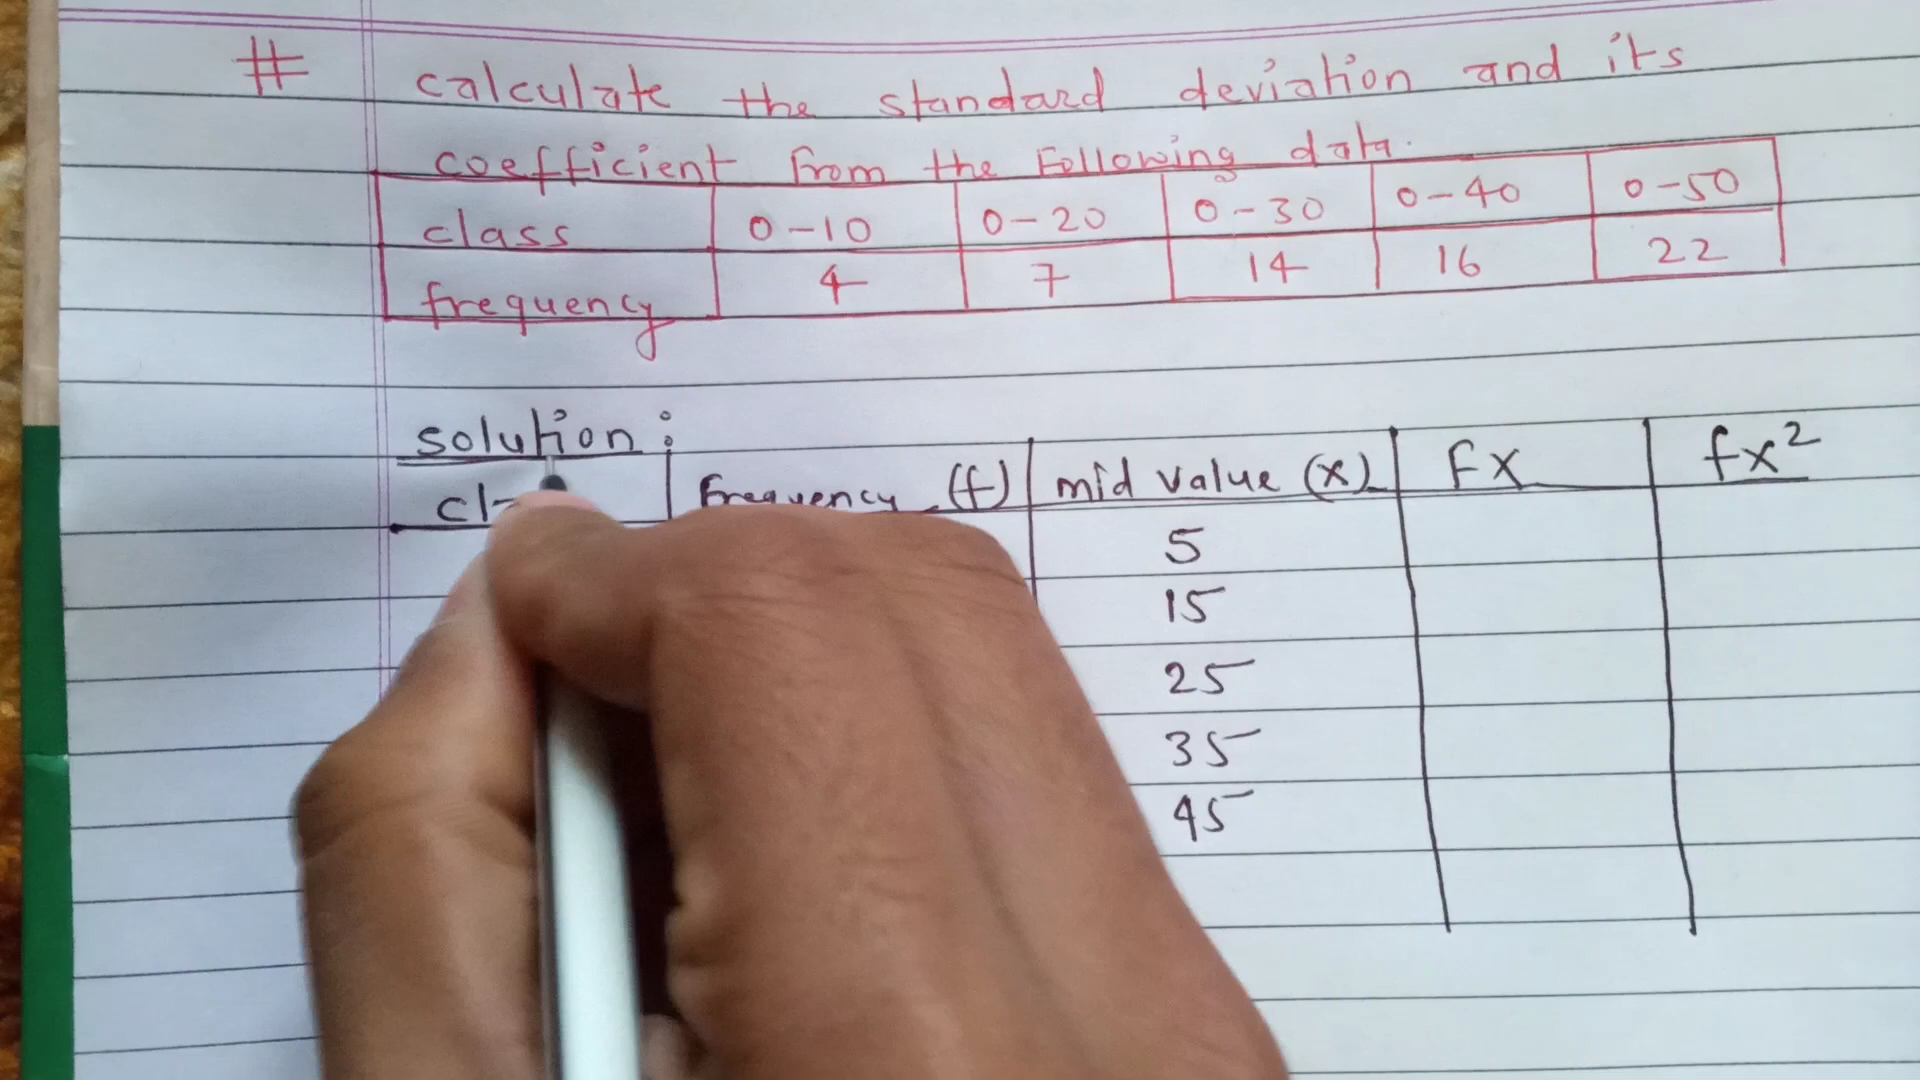 # calculate the standard deviation and its
coefficient from the Following data.
class 0-10 0-20 0-30 0-40 0-50
frequency 4 7 14 16 22
solution:
Frequency (f) mid value (x) FX fx²
5
15
25
35
45